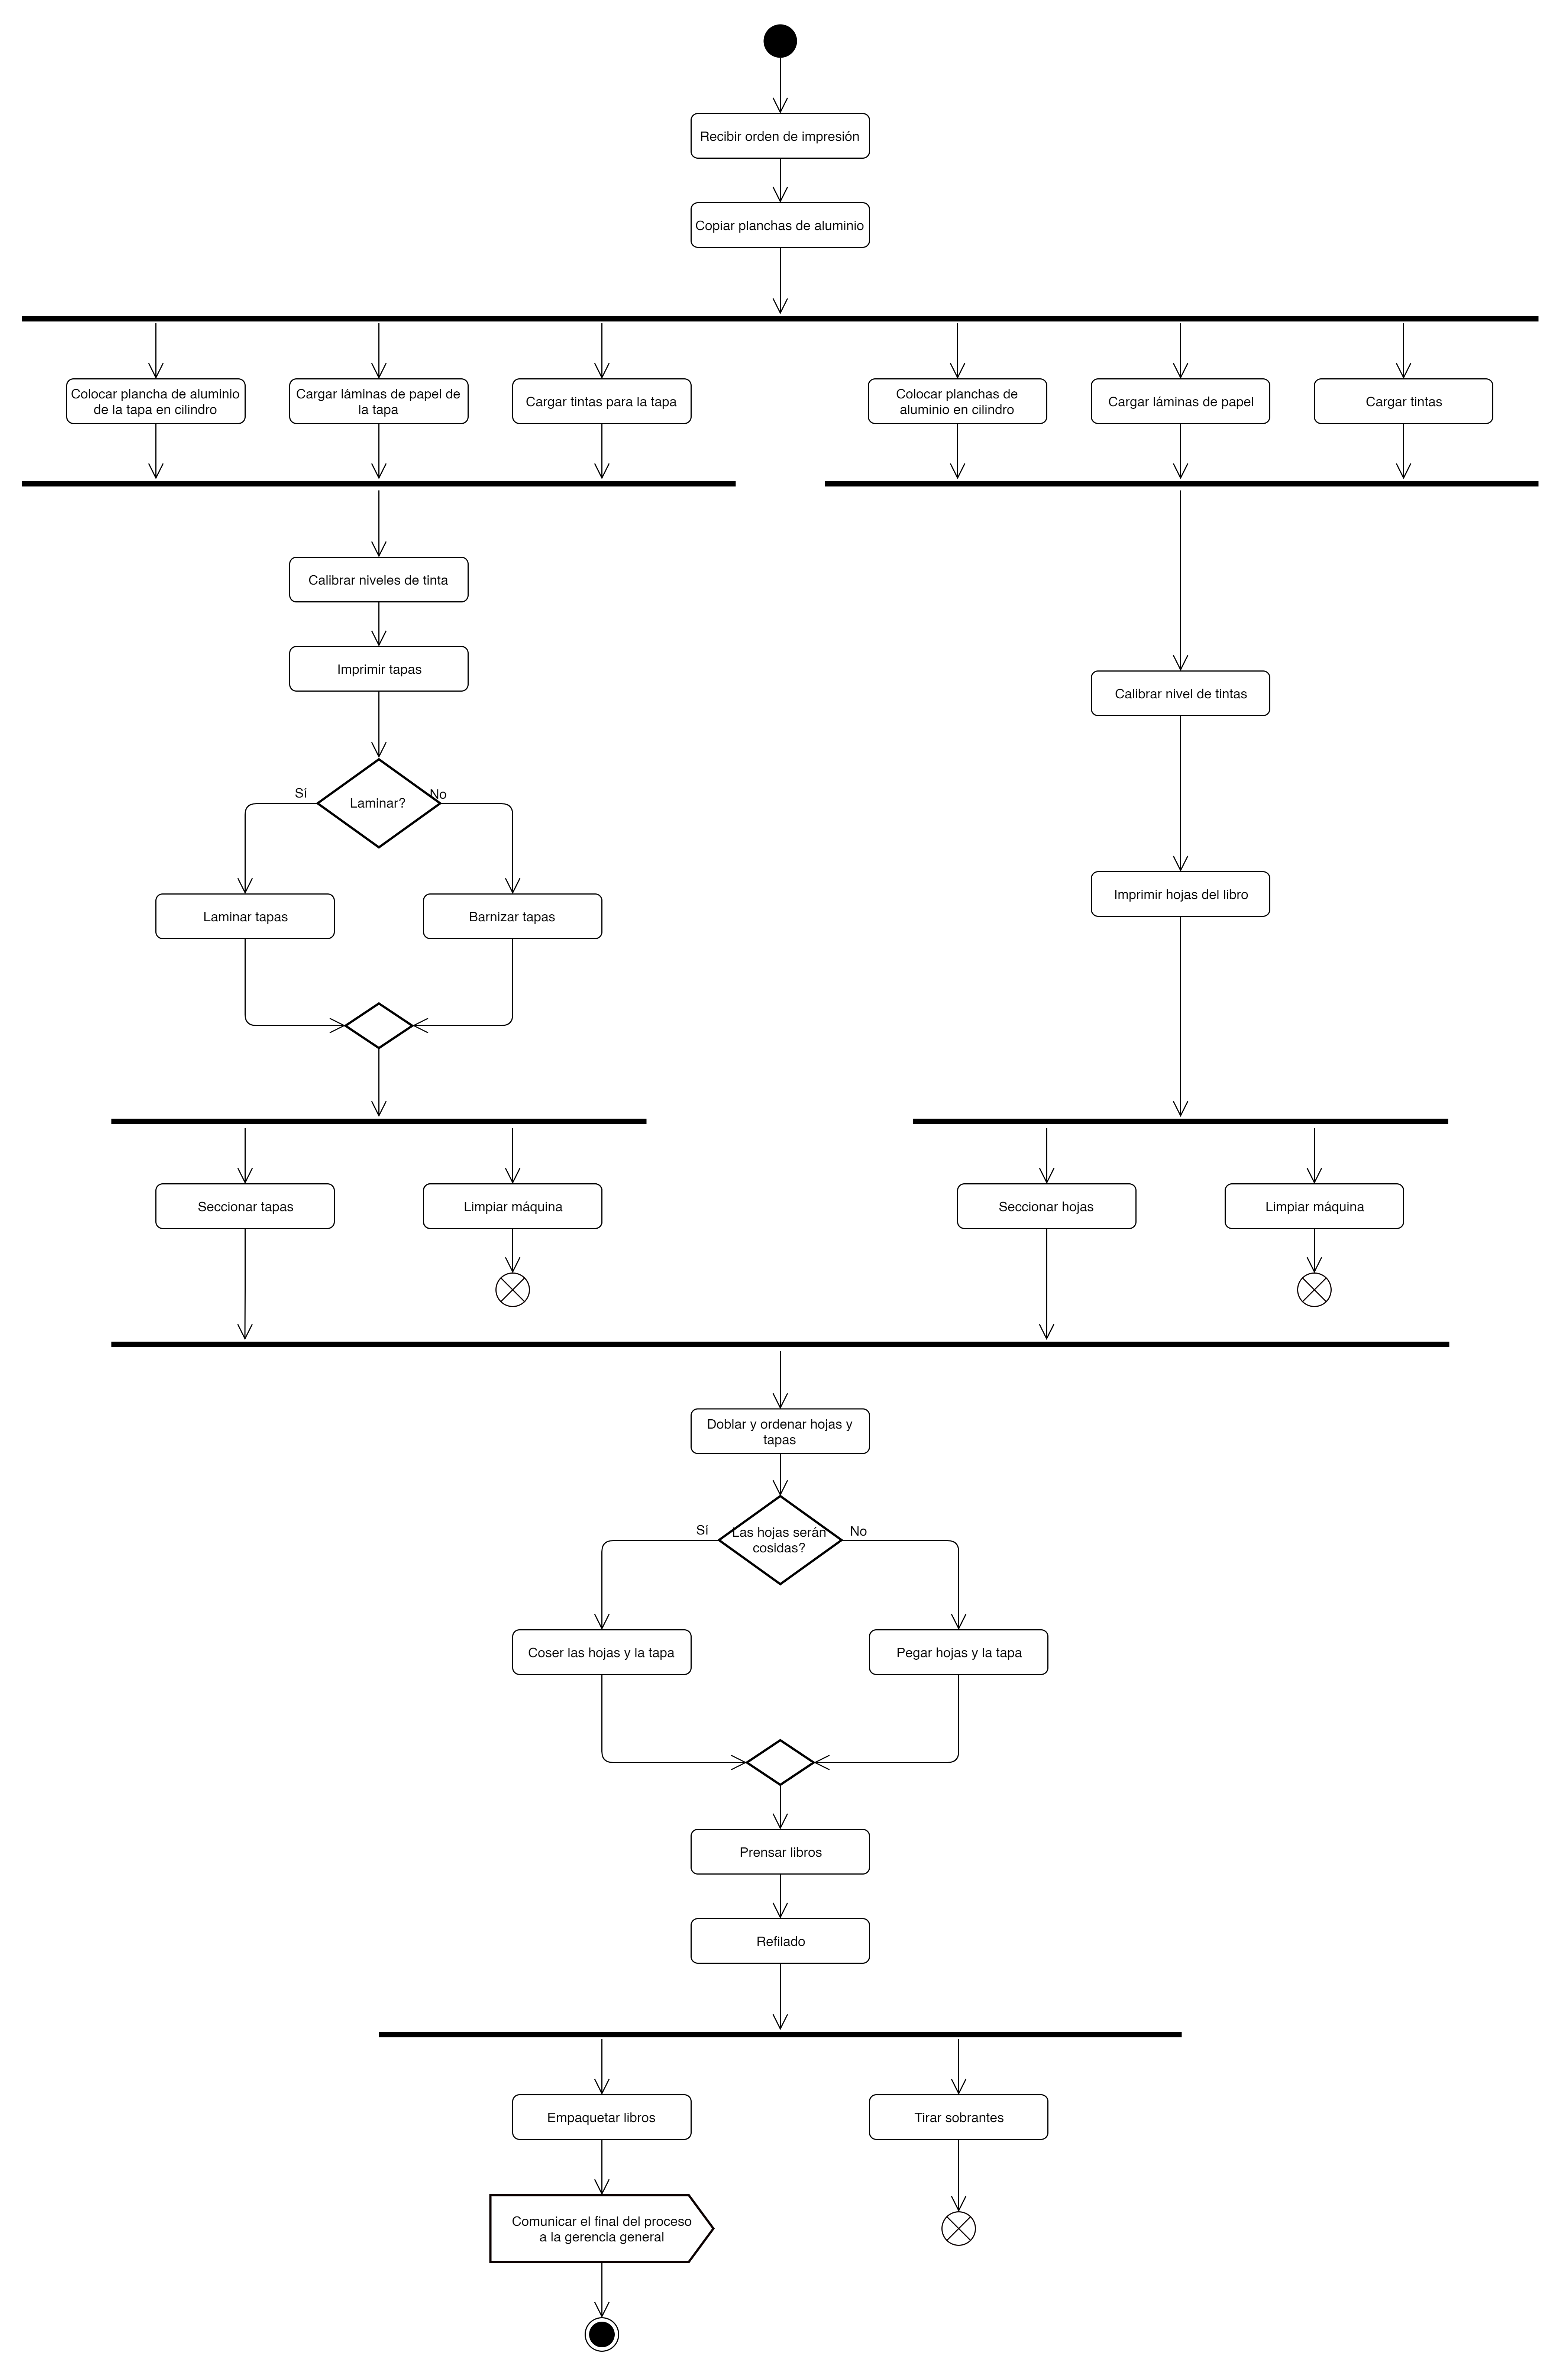 Recibir orden de impresión
Copiar planchas de aluminio
Colocar plancha de aluminio
de la tapa en cilindro
Cargar láminas de papel de
la tapa
Cargar tintas para la tapa
Colocar planchas de
aluminio en cilindro
Cargar láminas de papel
Cargar tintas
Calibrar niveles de tinta
Imprimir tapas
Calibrar nivel de tintas
Sí
Laminar?
No
Imprimir hojas del libro
Laminar tapas
Barnizar tapas
Seccionar tapas
Limpiar máquina
Seccionar hojas
Limpiar máquina
Doblar y ordenar hojas y
tapas
Sí
Las hojas serán
cosidas?
No
Coser las hojas y la tapa
Pegar hojas y la tapa
Prensar libros
Refilado
Empaquetar libros
Tirar sobrantes
Comunicar el final del proceso
a la gerencia general